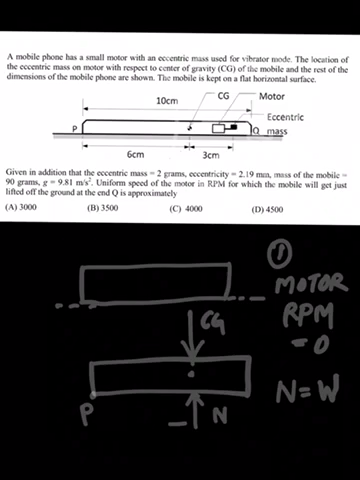 A mobile phone has a small motor with an eccentric mass used for vibrator mode. The location of
the eccentric mass on motor with respect to center of gravity (CG) of the mobile and the rest of the
dimensions of the mobile phone are shown. The mobile is kept on a flat horizontal surface.
10cm
CG
Motor
Eccentric
mass
P
Q
6cm
3cm
Given in addition that the eccentric mass = 2 grams, eccentricity = 2.19 mm, mass of the mobile =
90 grams, g = 9.81 m/s². Uniform speed of the motor in RPM for which the mobile will get just
lifted off the ground at the end Q is approximately
(A) 3000 (B) 3500 (C) 4000 (D) 4500
1
MOTOR
RPM
= 0
CG
N=W
P
N